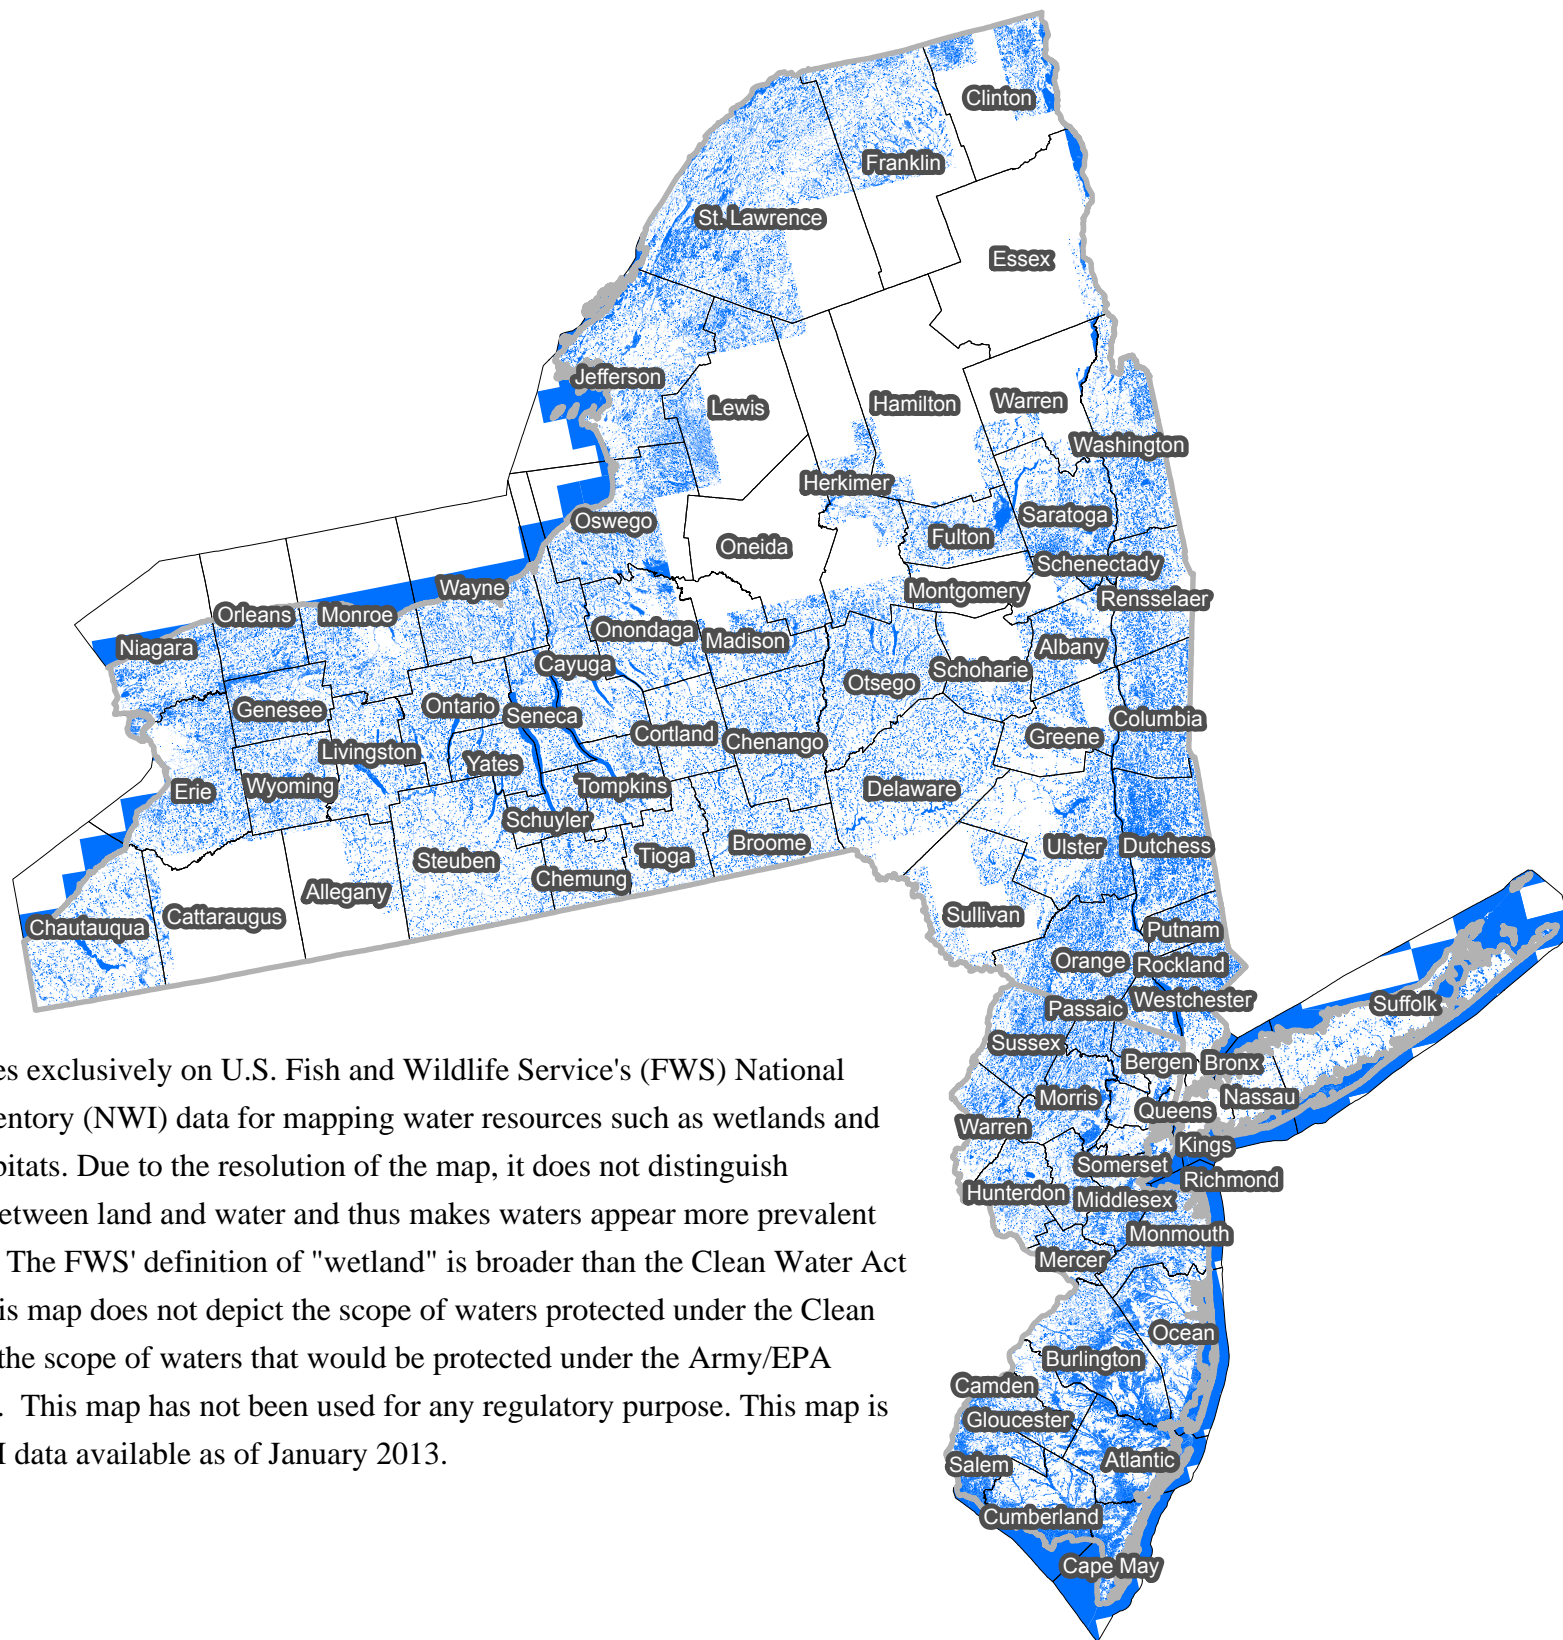 Clinton
Franklin
St. Lawrence
Essex
Jefferson
Lewis
Hamilton
Warren
Washington
Herkimer
Oswego
Oneida
Saratoga
Fulton
Schenectady
Wayne
Montgomery
Rensselaer
Orleans
Monroe
Niagara
Onondaga
Madison
Albany
Cayuga
Schoharie
Otsego
Genesee
Ontario
Seneca
Columbia
Cortland
Chenango
Greene
Livingston
Yates
Erie
Wyoming
Tompkins
Delaware
Schuyler
Ulster
Dutchess
Steuben
Tioga
Broome
Chemung
Allegany
Cattaraugus
Chautauqua
Sullivan
Putnam
Orange
Rockland
Westchester
Suffolk
Passaic
Sussex
Bergen
Bronx
Morris
Nassau
Queens
Warren
Kings
Somerset
Richmond
Hunterdon
Middlesex
Monmouth
Mercer
Ocean
Burlington
Camden
Gloucester
Atlantic
Salem
Cumberland
Cape May
es exclusively on U.S. Fish and Wildlife Service's (FWS) National
entory (NWI) data for mapping water resources such as wetlands and
bitats. Due to the resolution of the map, it does not distinguish
between land and water and thus makes waters appear more prevalent
The FWS' definition of "wetland" is broader than the Clean Water Act
is map does not depict the scope of waters protected under the Clean
the scope of waters that would be protected under the Army/EPA
. This map has not been used for any regulatory purpose. This map is
I data available as of January 2013.